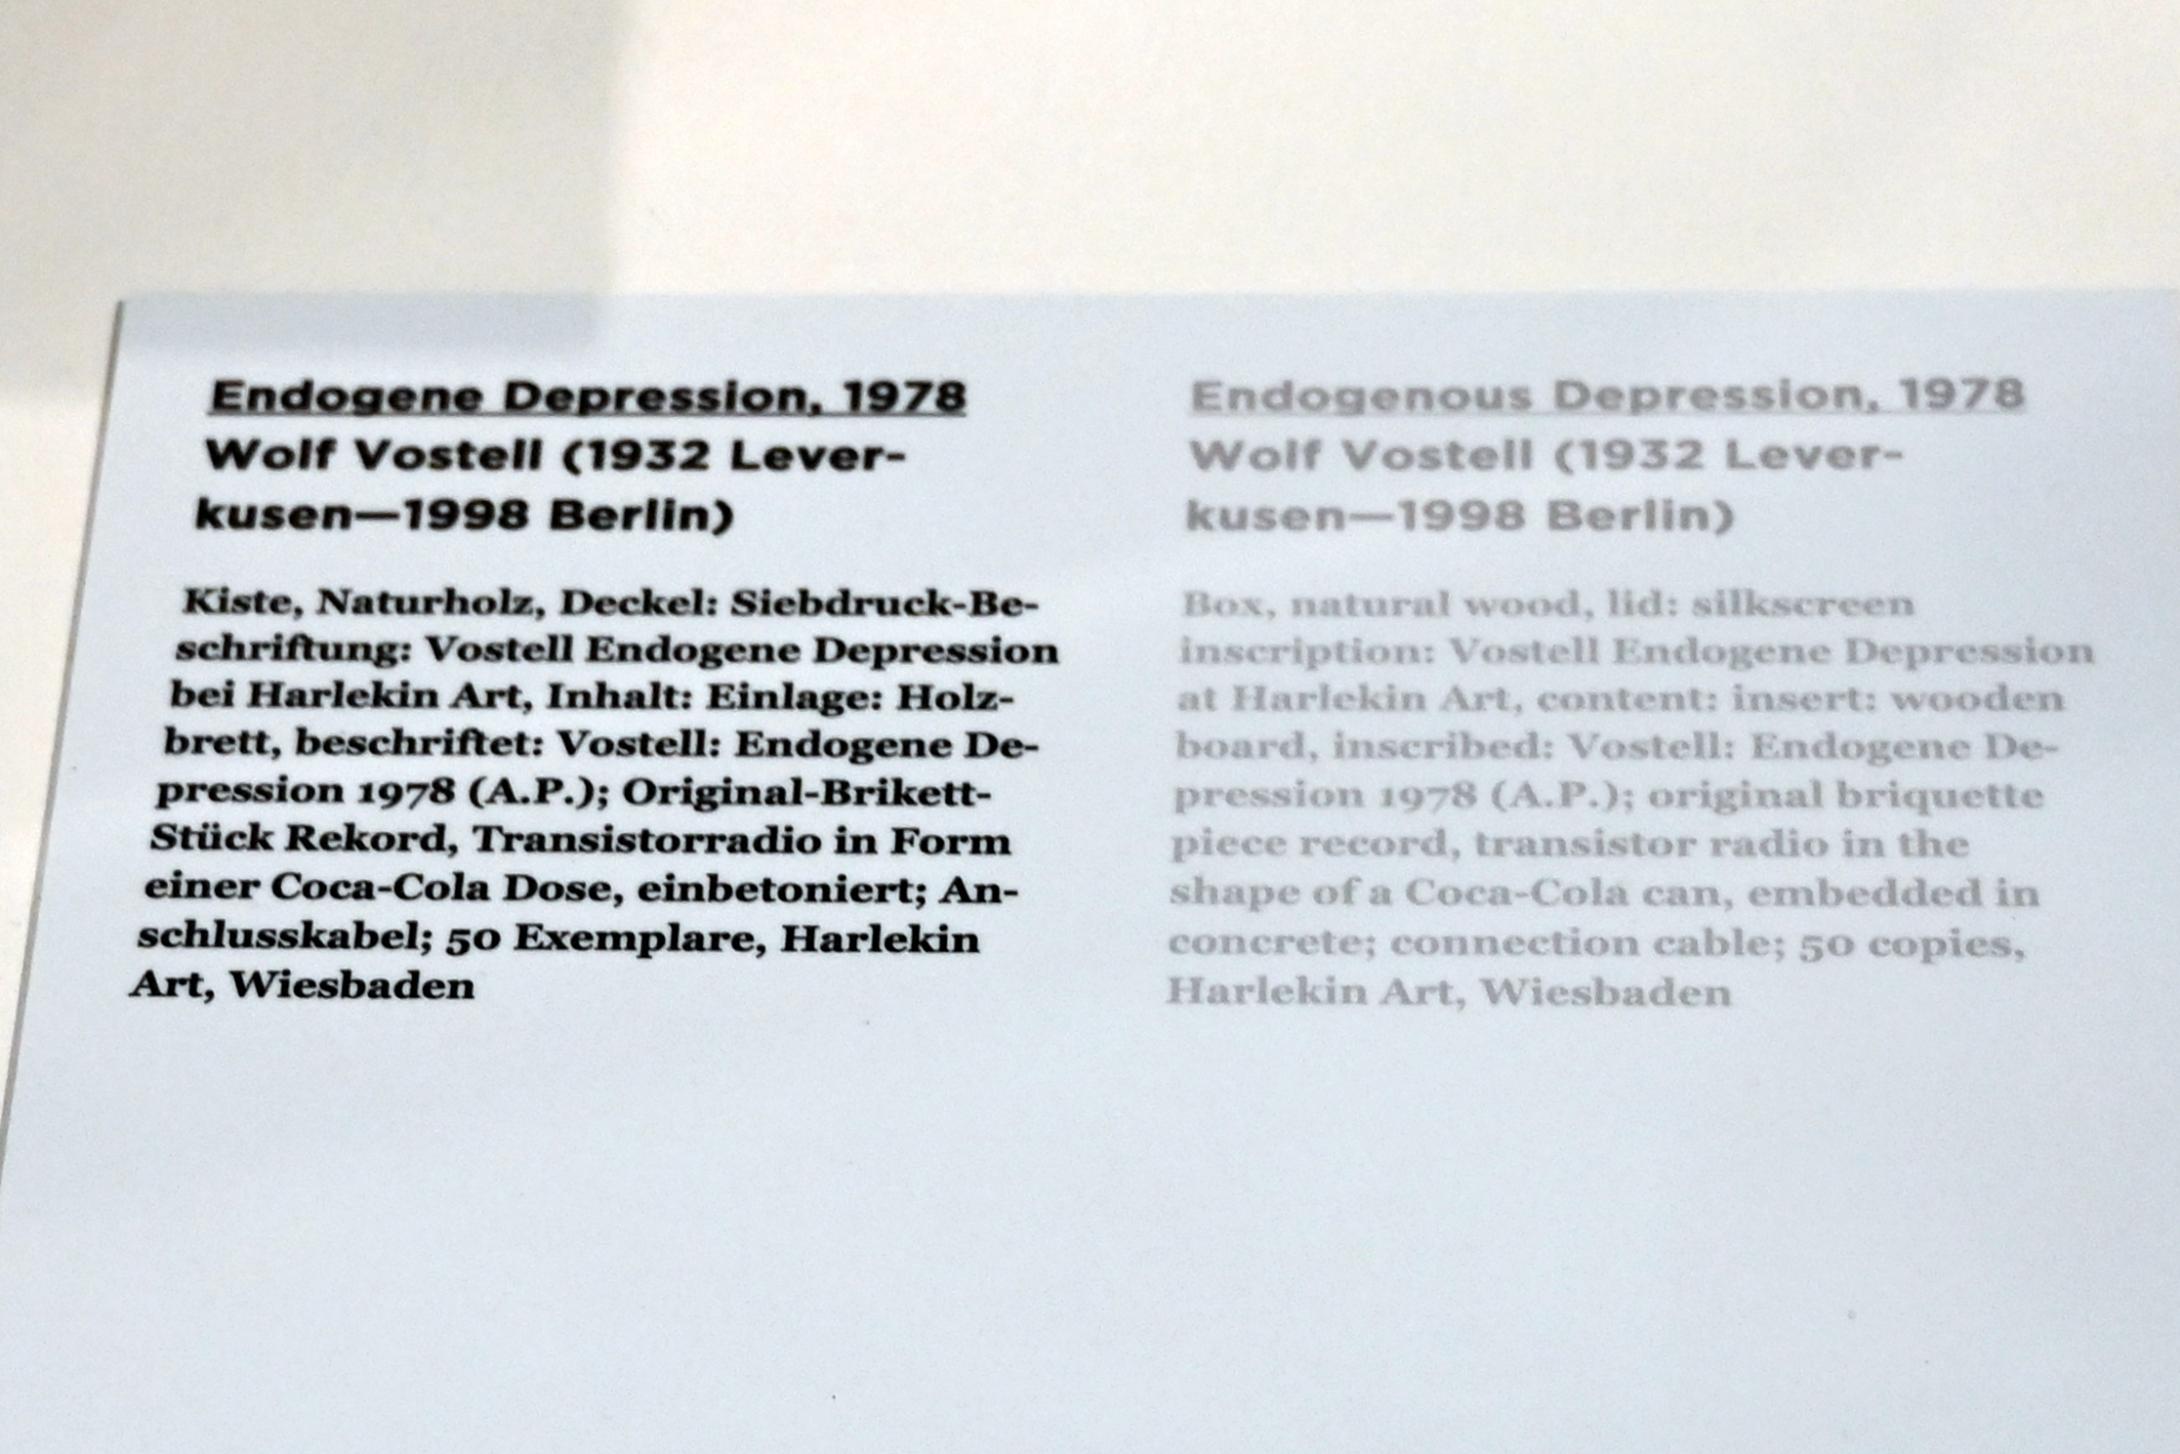 Endogene Depression, 1978
Wolf Vostell (1932 Lever-
kusen—1998 Berlin)
Kiste, Naturholz, Deckel: Siebdruck-Be-
schriftung: Vostell Endogene Depression
bei Harlekin Art, Inhalt: Einlage: Holz-
brett, beschriftet: Vostell: Endogene De-
pression 1978 (A.P.); Original-Brikett-
Stück Rekord, Transistorradio in Form
einer Coca-Cola Dose, einbetoniert; An-
schlusskabel; 50 Exemplare, Harlekin
Art, Wiesbaden
Endogenous Depression, 1978
Wolf Vostell (1932 Lever-
kusen—1998 Berlin)
Box, natural wood, lid: silkscreen
inscription: Vostell Endogene Depression
at Harlekin Art, content: insert: wooden
board, inscribed: Vostell: Endogene De-
pression 1978 (A.P.); original briquette
piece record, transistor radio in the
shape of a Coca-Cola can, embedded in
concrete; connection cable; 50 copies,
Harlekin Art, Wiesbaden